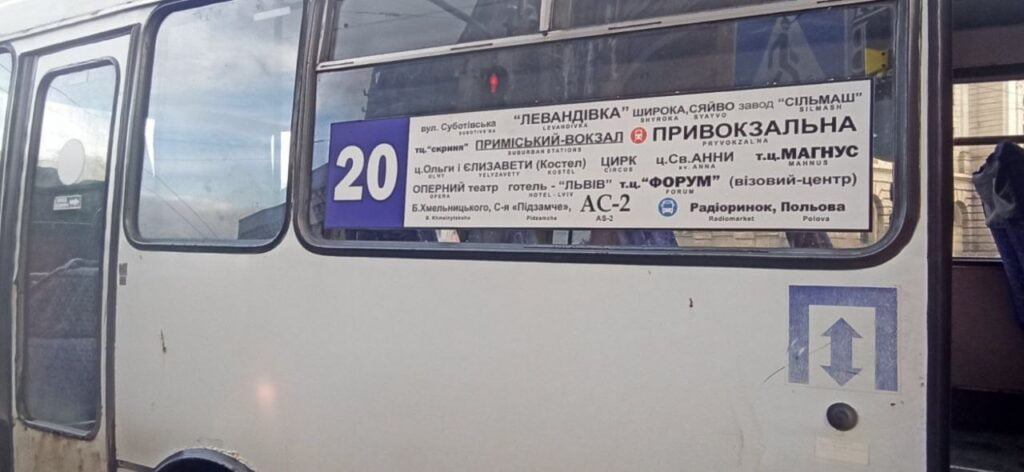 20
вул. Суботівська "ЛЕВАНДІВКА" ШИРОКА,СЯЙВО завод "СІЛЬМАШ"
SUBOTIVS'KA LEVANDIVKA SHYROKA SYAYVO SILMASH
тц."скриня" ПРИМІСЬКИЙ-ВОКЗАЛ ПРИВОКЗАЛЬНА
SUBURBAN STATIONS PRYVOKZALNA
ц.Ольги і ЄЛИЗАВЕТИ (Костел) ЦИРК ц.Св.АННИ т.ц.МАГНУС
OLHY YELYZAVETY KOSTEL CIRCUS sv. ANNA MAHNUS
ОПЕРНИЙ театр готель - "ЛЬВІВ" т.ц."ФОРУМ" (візовий-центр)
OPERA HOTEL - LVIV FORUM
Б.Хмельницького, С-я «Підзамче», АС-2 Радіоринок, Польова
B. Khmelnytskoho Pidzamche AS-2 Radiomarket Polova